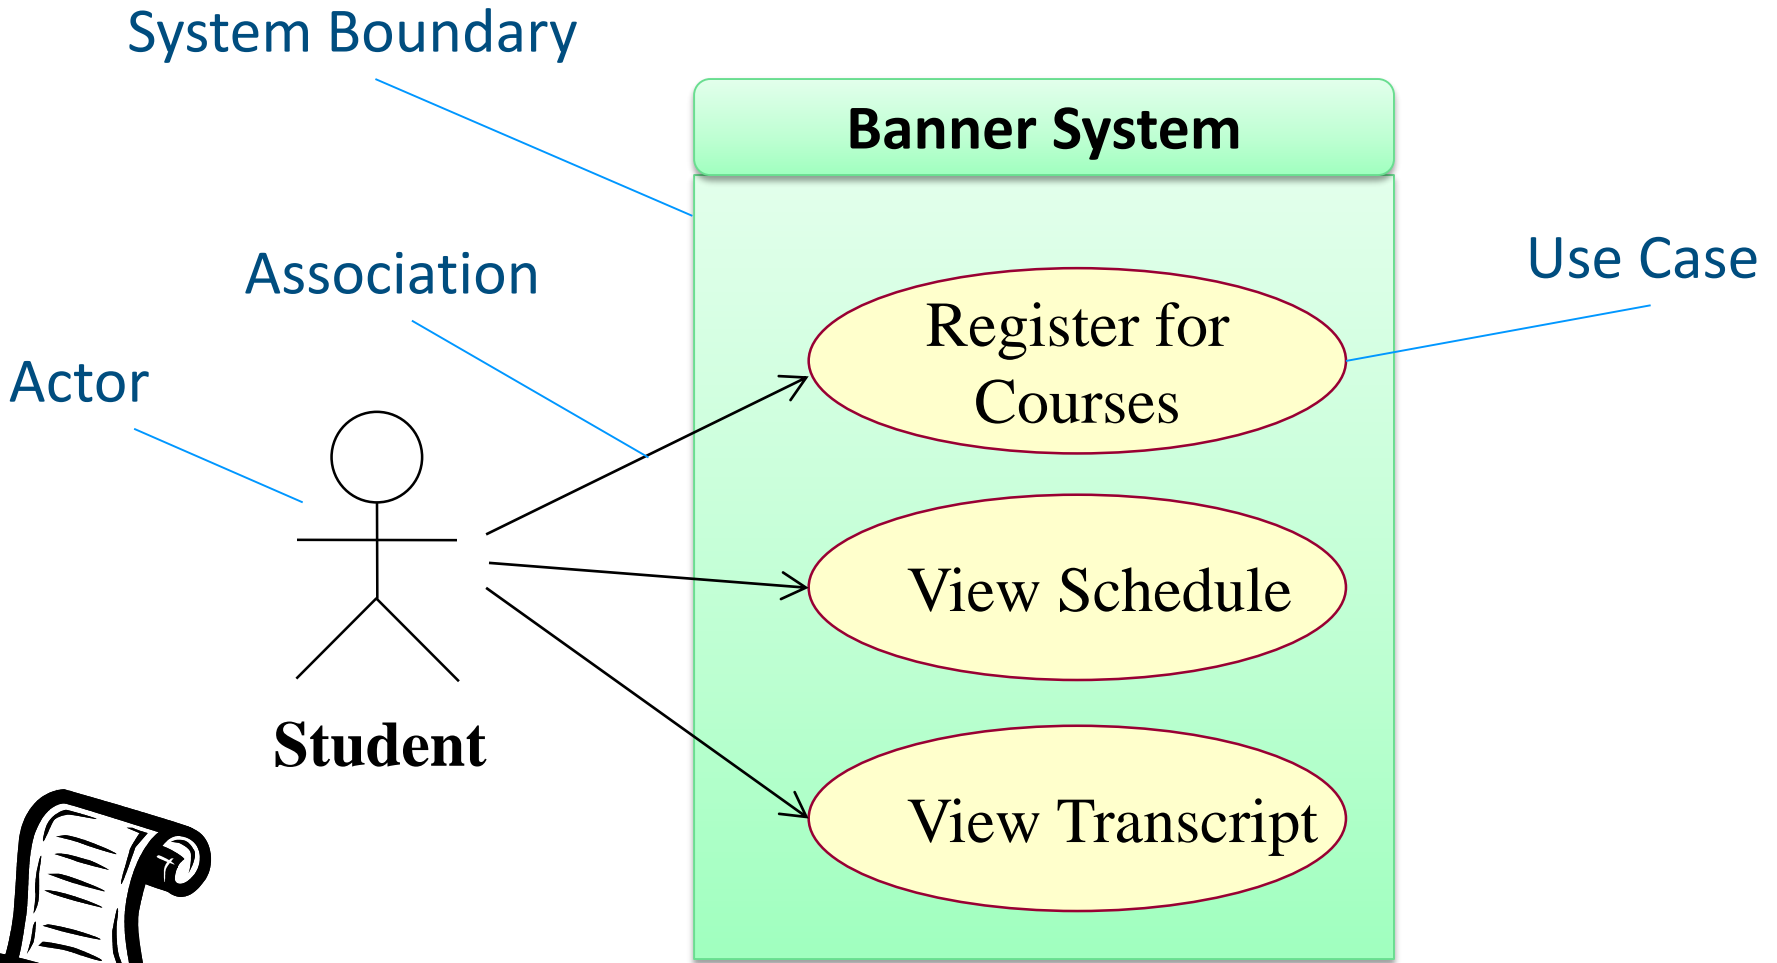 System Boundary
Banner System
Association
Use Case
Register for
Courses
Actor
View Schedule
Student
View Transcript